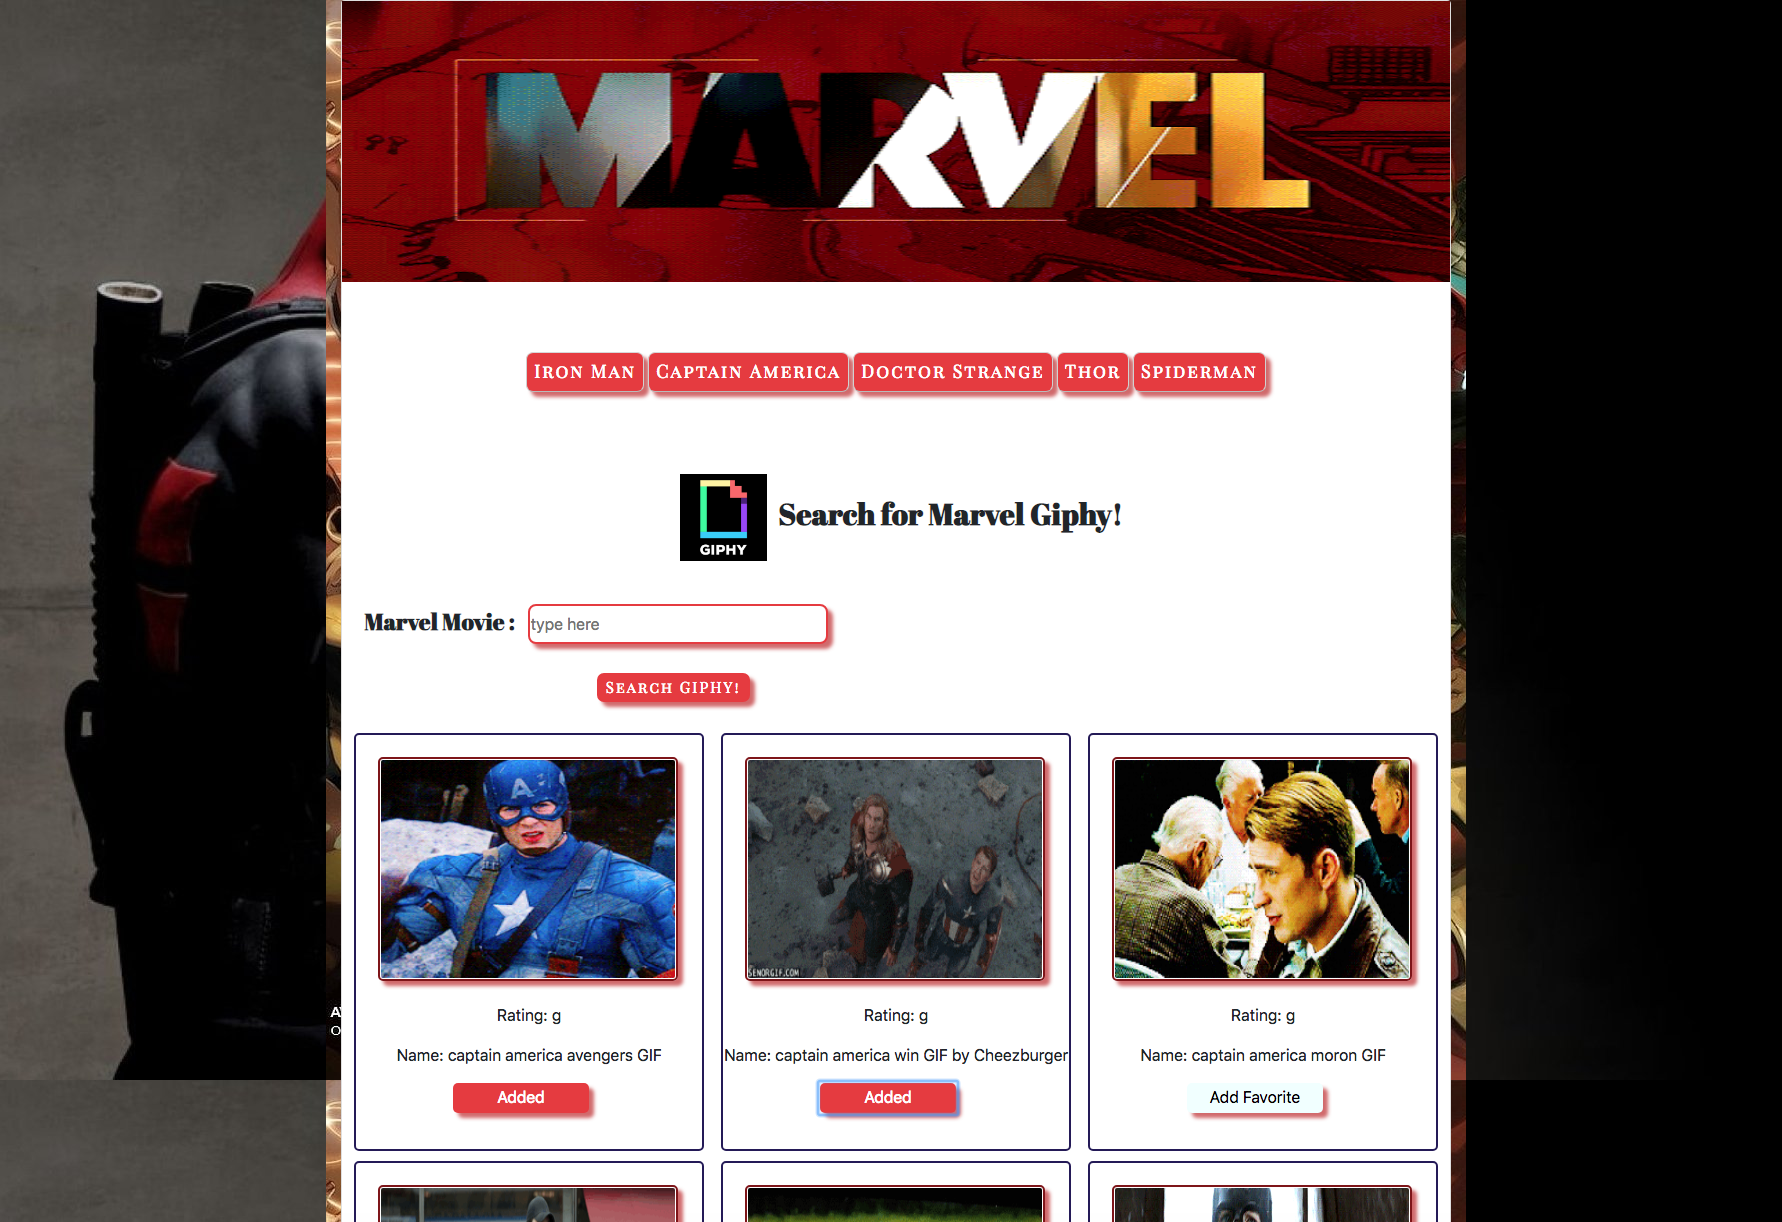 MARVEL
Iron Man Captain America Doctor Strange Thor Spiderman
GIPHY
Search for Marvel Giphy!
Marvel Movie : type here
Search GIPHY!
A
SENORGIF.COM
Rating: g
Name: captain america avengers GIF
Added
Rating: g
Name: captain america win GIF by Cheezburger
Added
Rating: g
Name: captain america moron GIF
Add Favorite